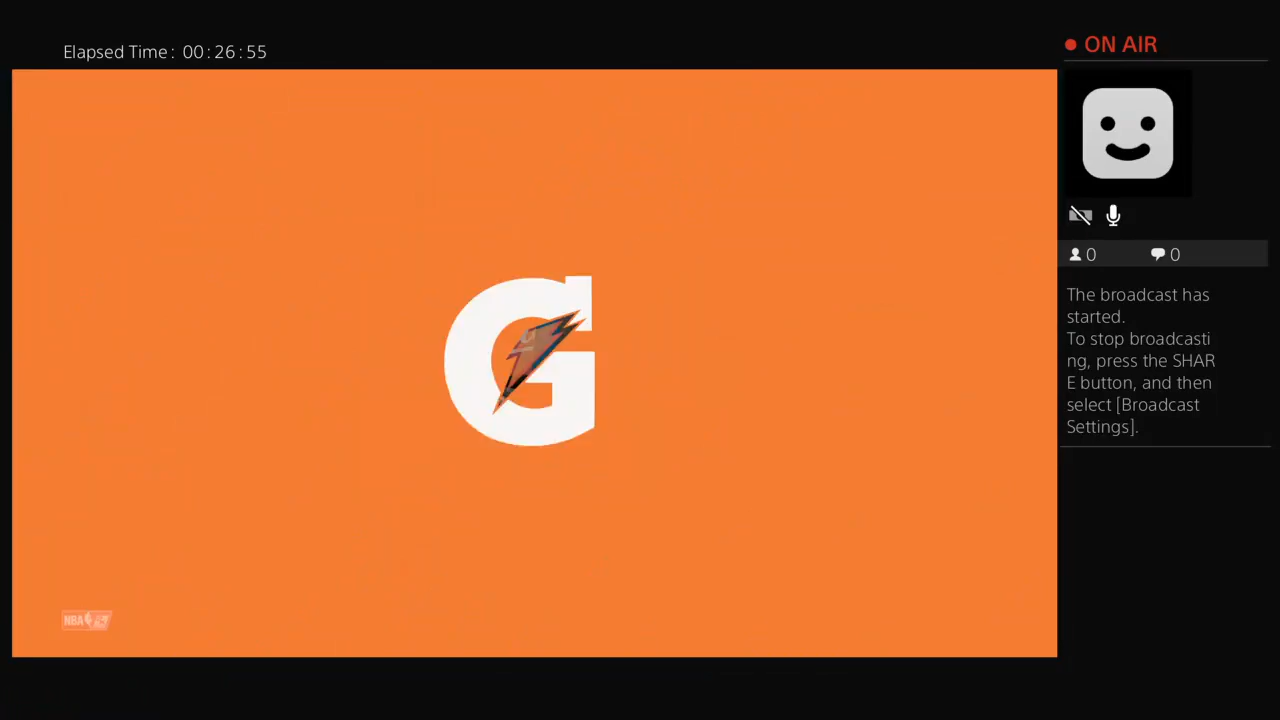 Elapsed Time: 00:26:55
ON AIR
G
0
0
The broadcast has
started.
To stop broadcasti
ng, press the SHAR
E button, and then
select [Broadcast
Settings].
NBA